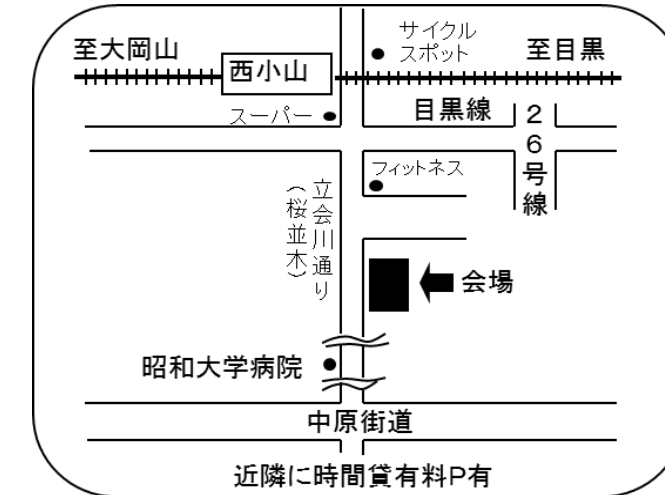 サイクル
スポット
至大岡山
西小山
至目黒
スーパー
目黒線
26号線
フィットネス
立会川通り
(桜並木)
会場
昭和大学病院
中原街道
近隣に時間貸有料P有